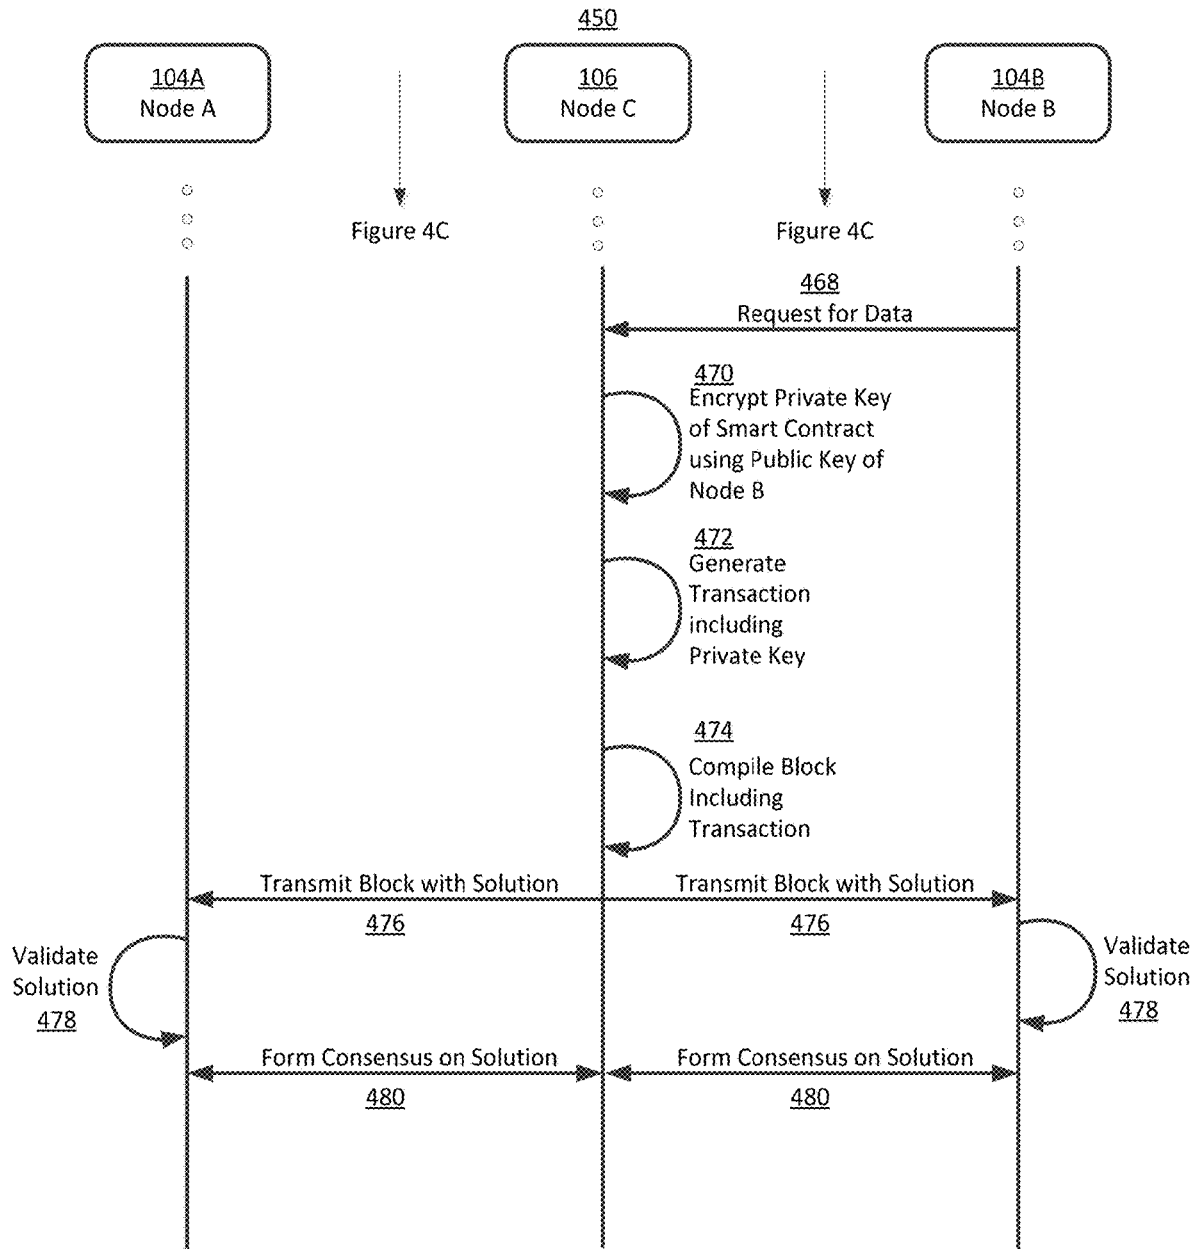 450
104A
Node A
106
Node C
104B
Node B
Figure 4C
Figure 4C
468
Request for Data
470
Encrypt Private Key
of Smart Contract
using Public Key of
Node B
472
Generate
Transaction
including
Private Key
474
Compile Block
Including
Transaction
Transmit Block with Solution
476
Transmit Block with Solution
476
Validate
Solution
478
Validate
Solution
478
Form Consensus on Solution
480
Form Consensus on Solution
480